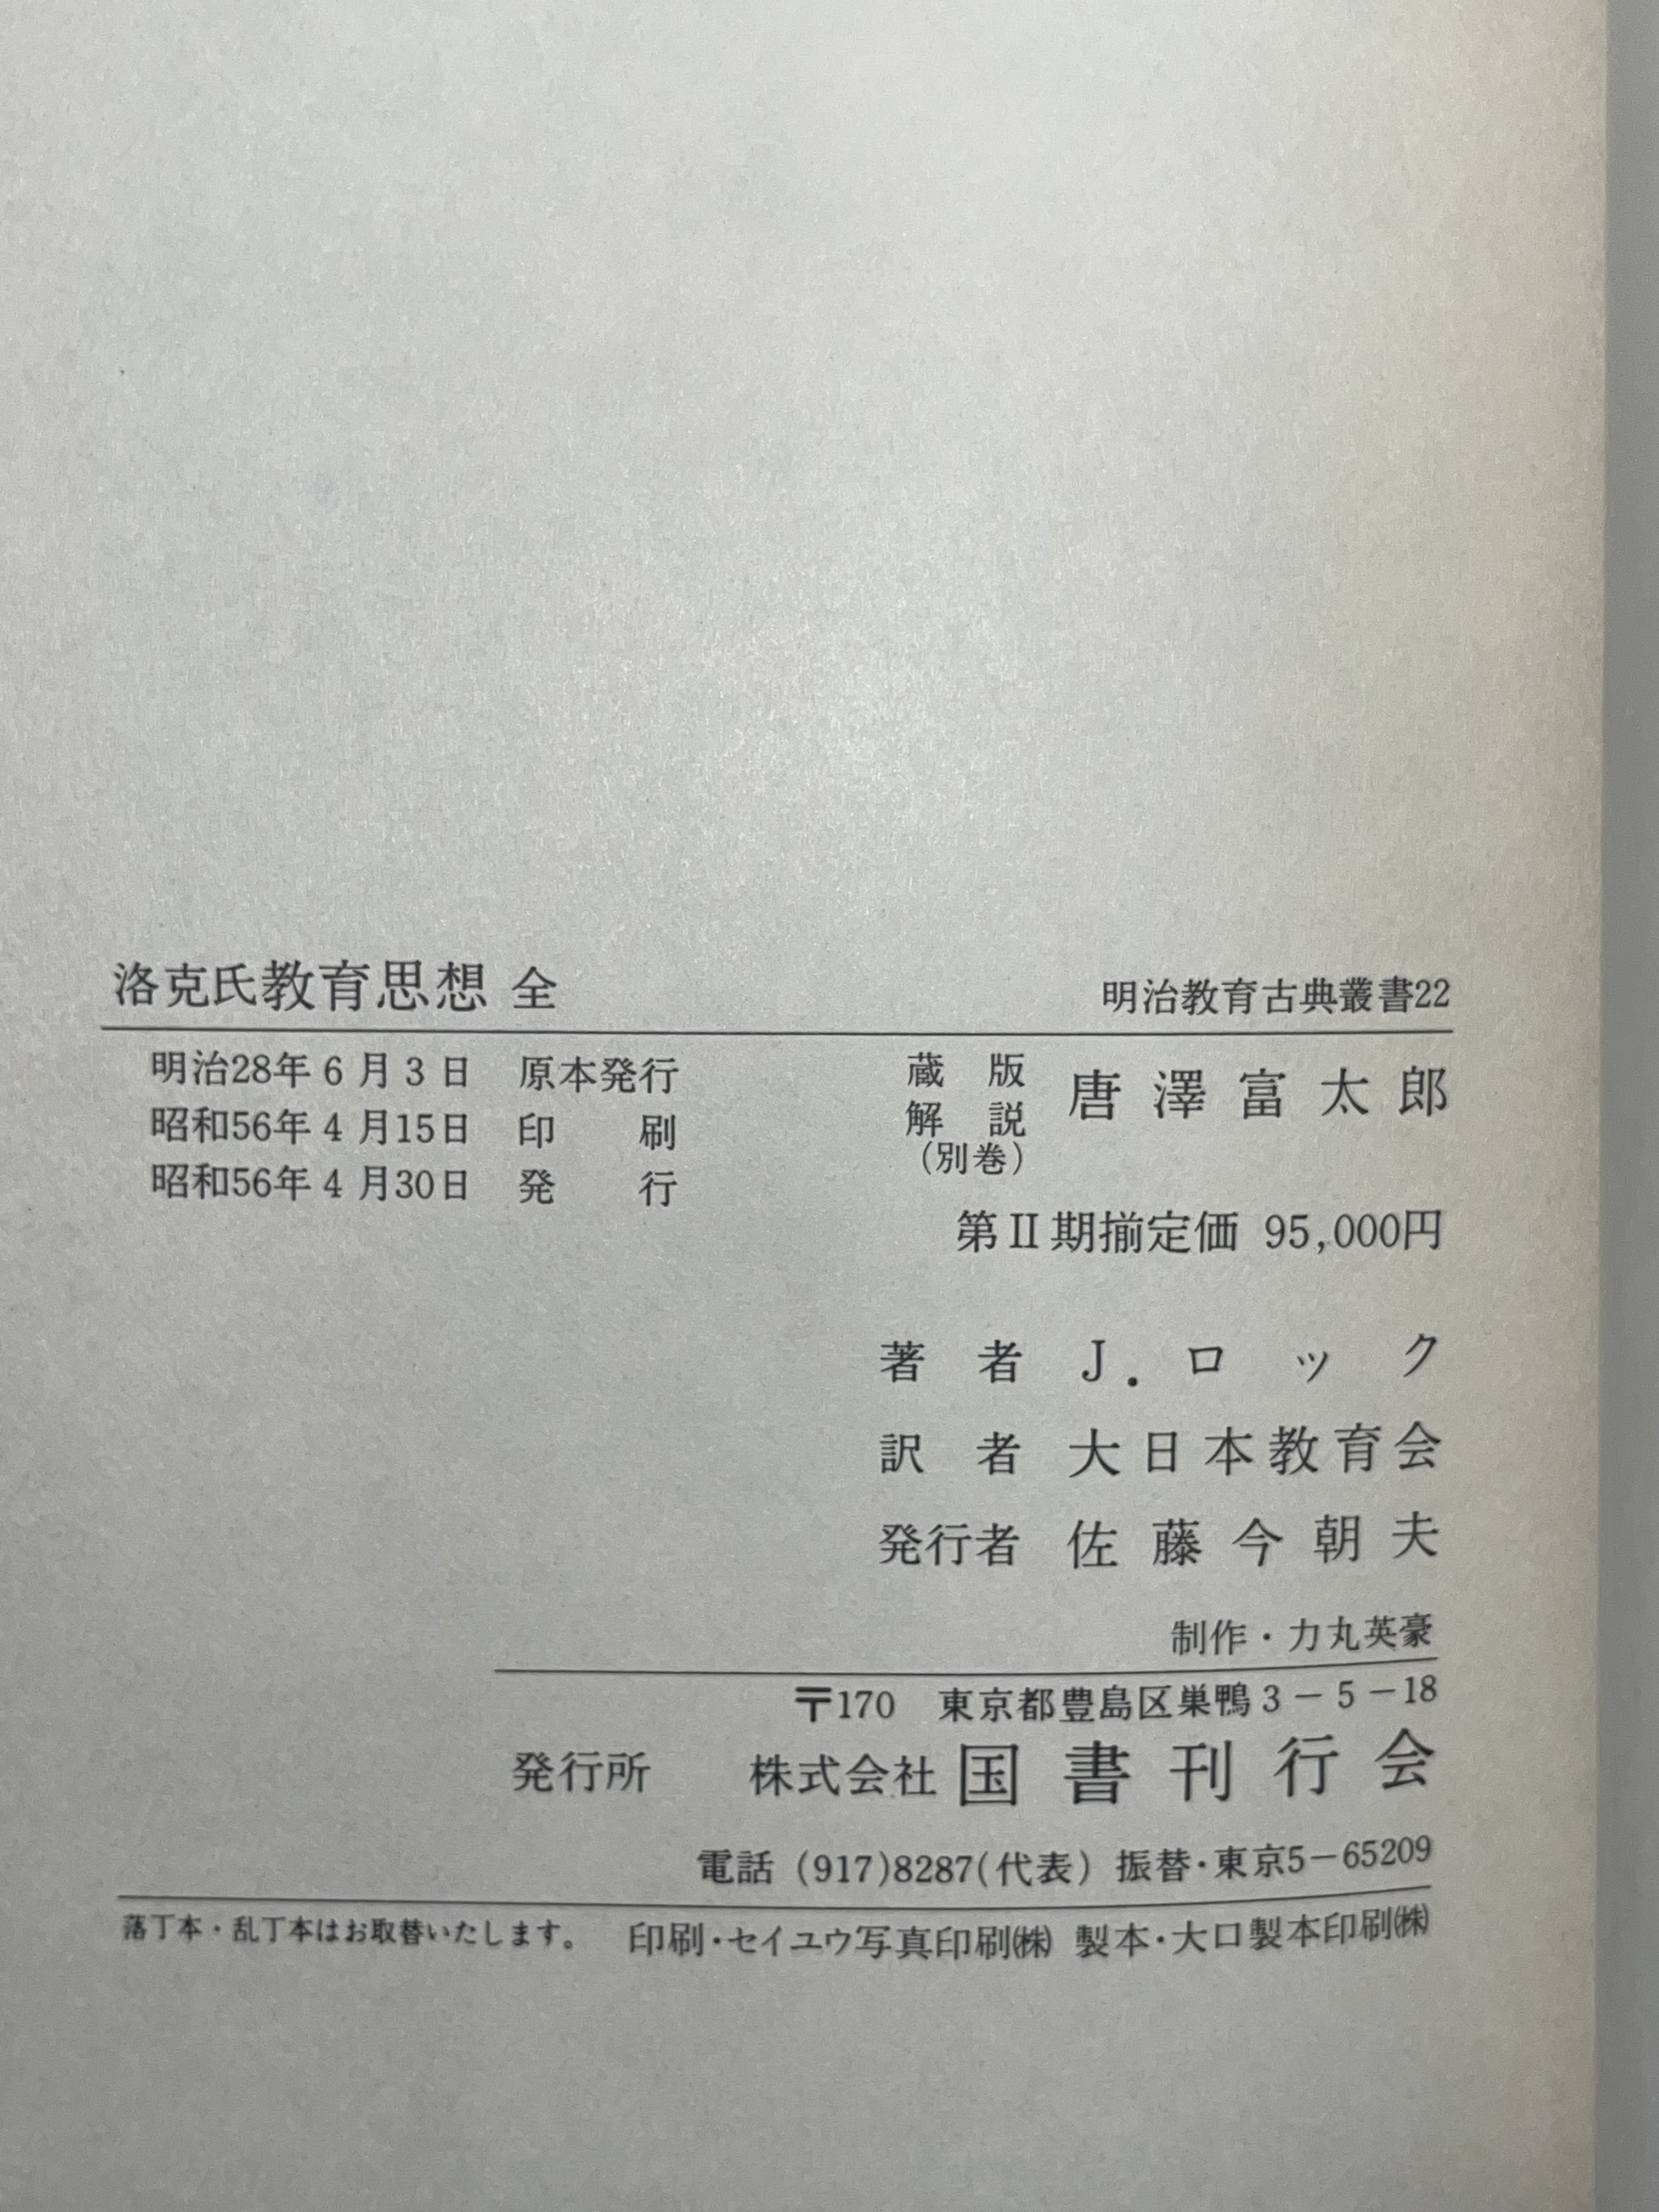 洛克氏教育思想 全
明治教育古典叢書22
明治28年6月3日 原本発行
昭和56年4月15日 印刷
昭和56年4月30日 発行
蔵版 唐澤富太郎
解説
(別巻)
第II期揃定価 95,000円
著者 J.ロック
訳者 大日本教育会
発行者 佐藤今朝夫
制作・力丸英豪
〒170 東京都豊島区巣鴨3-5-18
発行所 株式会社 国書刊行会
電話 (917)8287(代表) 振替・東京5-65209
落丁本・乱丁本はお取替いたします。 印刷・セイユウ写真印刷㈱ 製本・大口製本印刷㈱